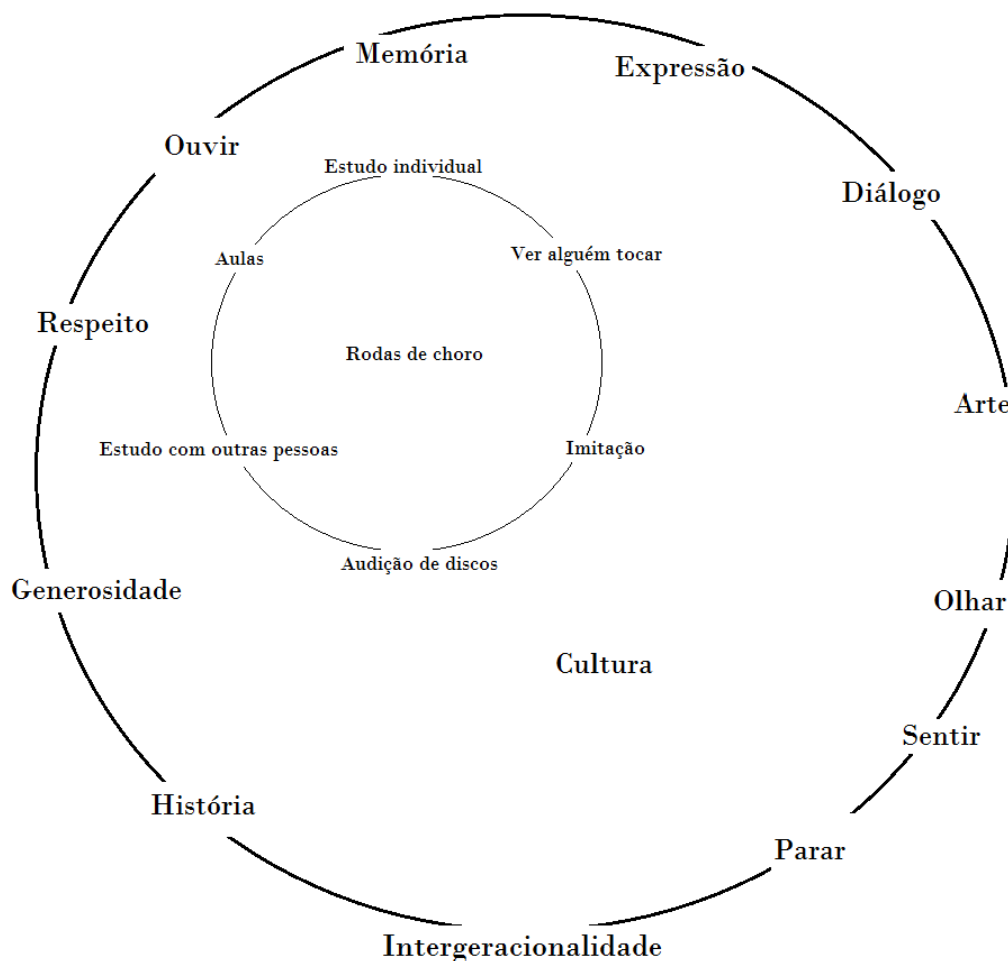 Memória
Expressão
Ouvir
Estudo individual
Diálogo
Aulas
Ver alguém tocar
Respeito
Rodas de choro
Arte
Estudo com outras pessoas
Imitação
Audição de discos
Generosidade
Olhar
Cultura
Sentir
História
Parar
Intergeracionalidade